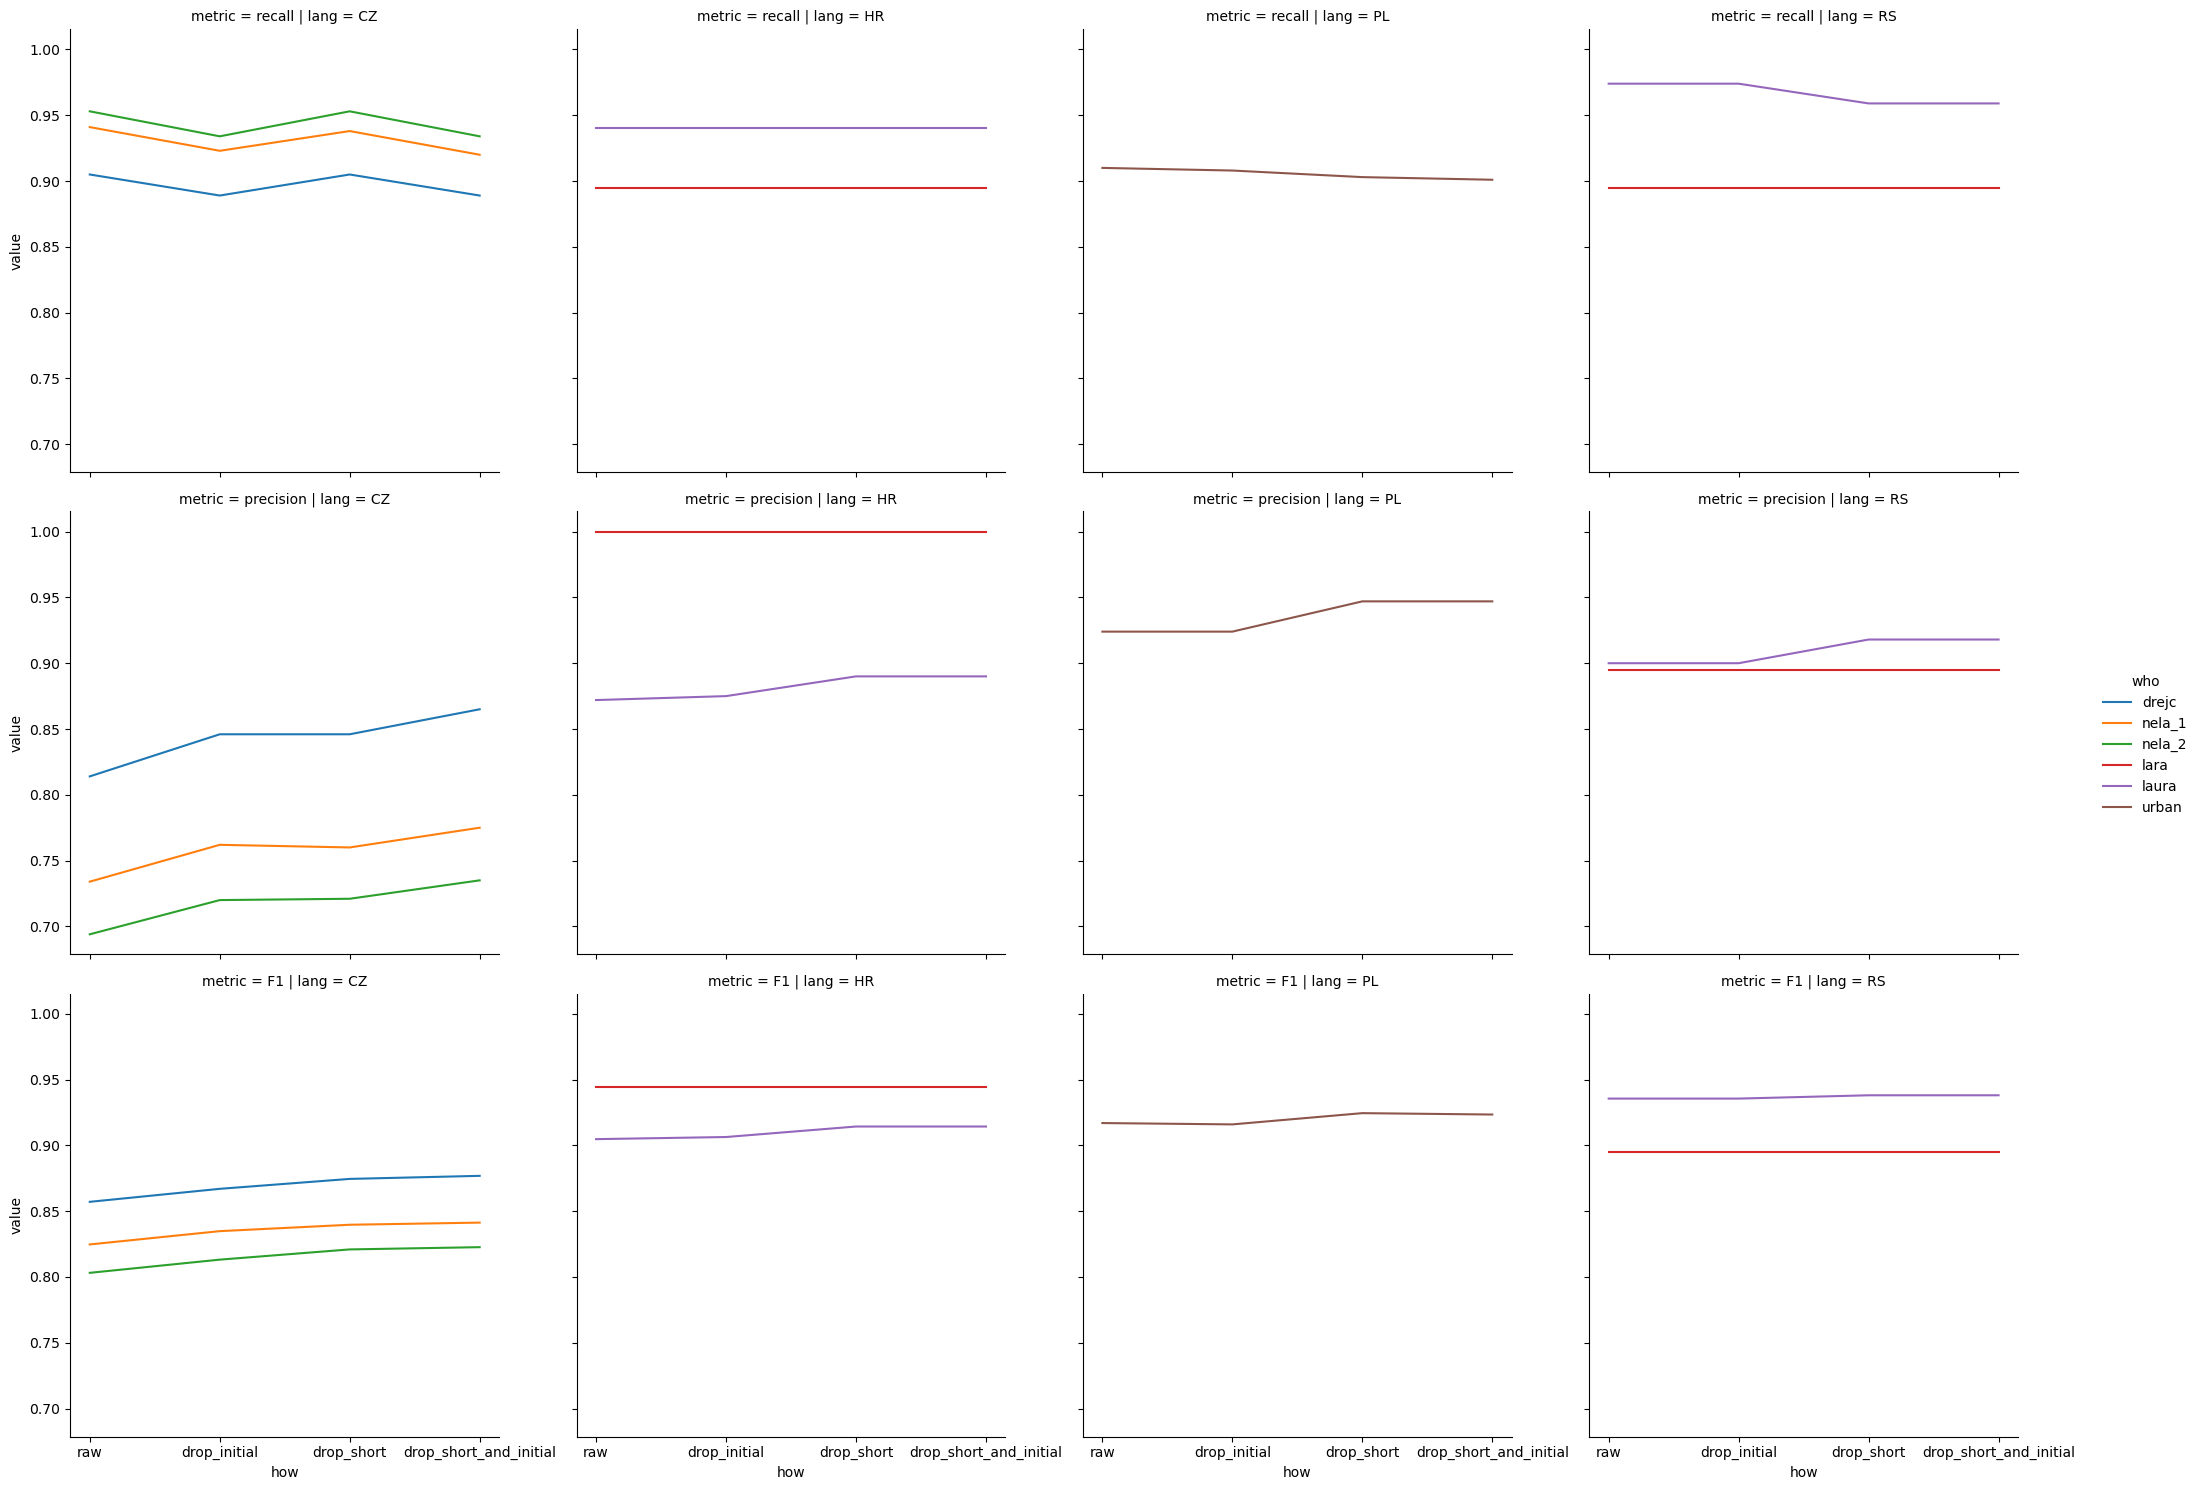 metric = recall | lang = CZ
metric = recall | lang = HR
metric = recall | lang = PL
metric = recall | lang = RS
1.00
0.95
0.90
0.85
0.80
0.75
0.70
value
metric = precision | lang = CZ
metric = precision | lang = HR
metric = precision | lang = PL
metric = precision | lang = RS
1.00
0.95
0.90
0.85
0.80
0.75
0.70
value
who
drejc
nela_1
nela_2
lara
laura
urban
metric = F1 | lang = CZ
metric = F1 | lang = HR
metric = F1 | lang = PL
metric = F1 | lang = RS
1.00
0.95
0.90
0.85
0.80
0.75
0.70
value
raw drop_initial drop_short drop_short_and_initial
how
raw drop_initial drop_short drop_short_and_initial
how
raw drop_initial drop_short drop_short_and_initial
how
raw drop_initial drop_short drop_short_and_initial
how